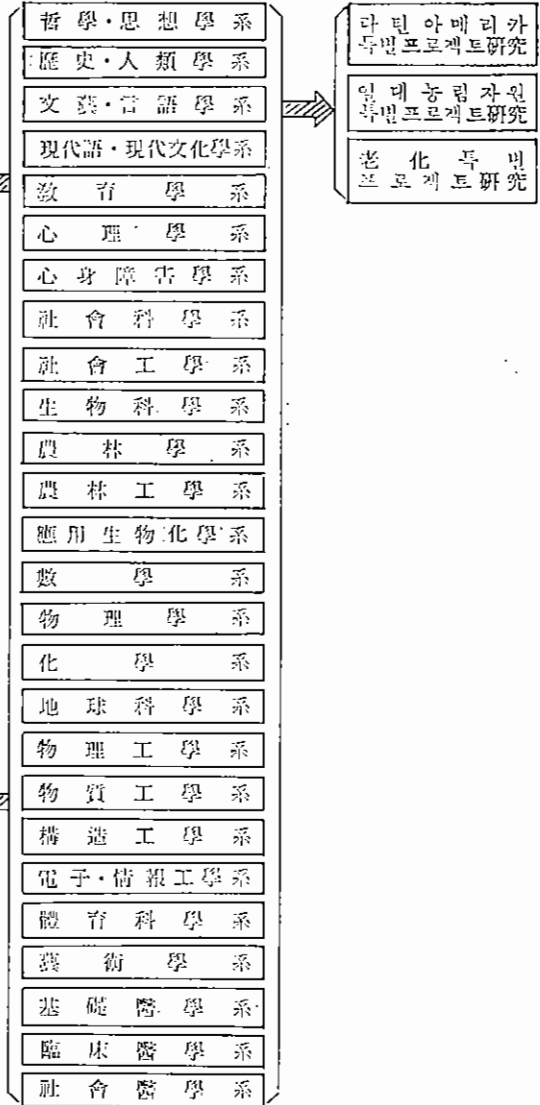 哲學·思想學系
歷史·人類學系
文藝·言語學系
現代語·現代文化學系
敎育學系
心理學系
心身障害學系
社會科學系
社會工學系
生物科學系
農林學系
農林工學系
應用生物化學系
數學系
物理學系
化學系
地球科學系
物理工學系
物質工學系
構造工學系
電子·情報工學系
體育科學系
藝術學系
基礎醫學系
臨床醫學系
社會醫學系
라틴아메리카
특별프로젝트硏究
열대농림자원
특별프로젝트硏究
老化특별
프로젝트硏究